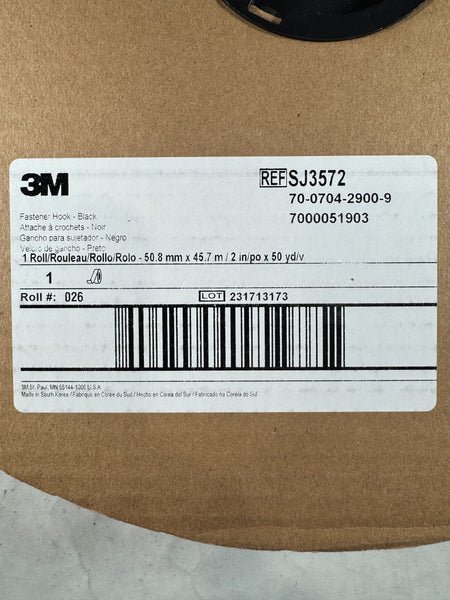 3M
REF SJ3572
70-0704-2900-9
7000051903
Fastener Hook - Black
Attache à crochets - Noir
Gancho para sujetador - Negro
Velcro de gancho - Preto
1 Roll/Rouleau/Rollo/Rolo - 50.8 mm x 45.7 m / 2 in/po x 50 yd/v
1
Roll #: 026
LOT 231713173
3M St. Paul, MN 55144-1000 U.S.A.
Made in South Korea / Fabriqué en Corée du Sud / Hecho en Corea del Sur / Fabricado na Coreia do Sul